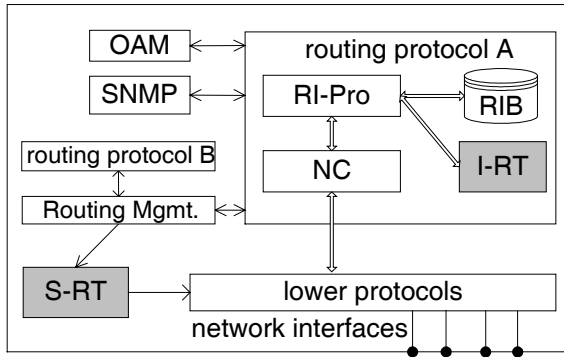 OAM
routing protocol A
SNMP
RI-Pro
RIB
routing protocol B
NC
I-RT
Routing Mgmt.
S-RT
lower protocols
network interfaces